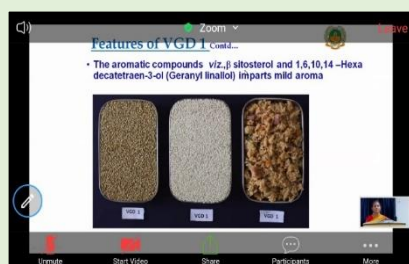 Zoom
Leave
Features of VGD 1 Contd...
• The aromatic compounds viz.,β sitosterol and 1,6,10,14 –Hexa
decatetraen-3-ol (Geranyl linallol) imparts mild aroma
VGD 1
VGD 1
VGD 1
Unmute
Start Video
Share
Participants
More